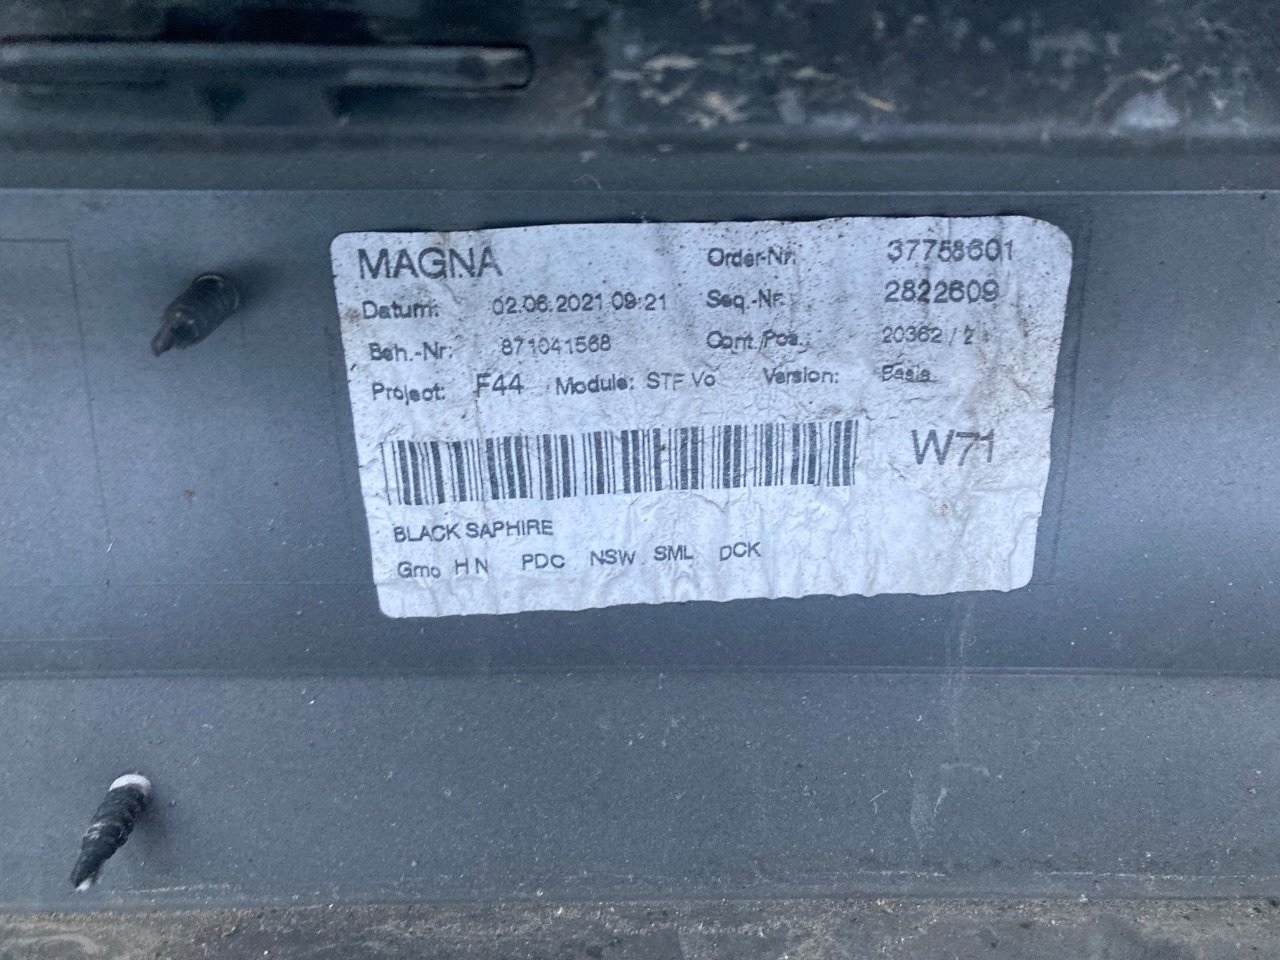 MAGNA Order-Nr: 37758601
Datum: 02.06.2021 09:21 Seq.-Nr.: 2822609
Beh.-Nr: 871041568 Cont./Pos.: 20362 / 2
Project: F44 Module: STF Vo Version: Basis
W71
BLACK SAPHIRE
Gmo HN PDC NSW SML DCK